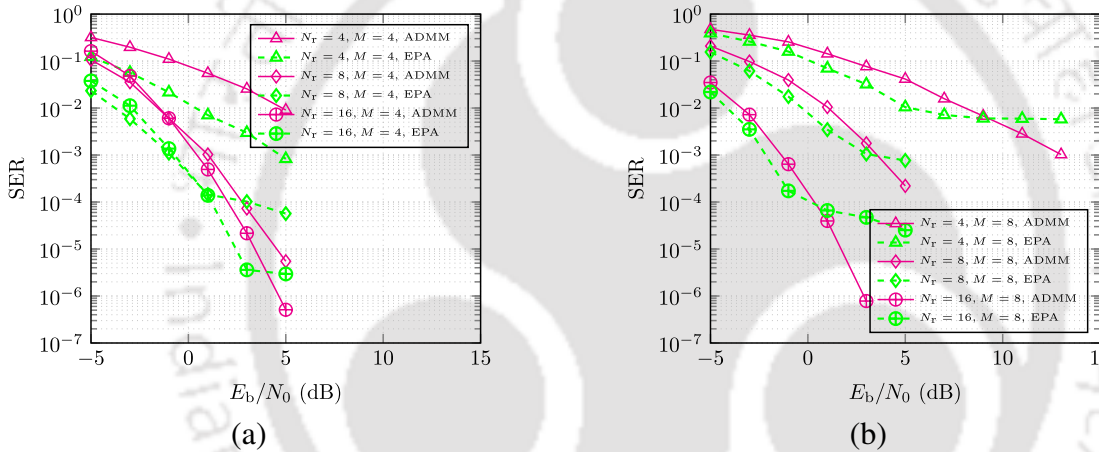 10^0
10^-1
10^-2
10^-3
10^-4
10^-5
10^-6
10^-7
SER
−5 0 5 10 15
E_b/N_0 (dB)
N_r = 4, M = 4, ADMM
N_r = 4, M = 4, EPA
N_r = 8, M = 4, ADMM
N_r = 8, M = 4, EPA
N_r = 16, M = 4, ADMM
N_r = 16, M = 4, EPA
(a)
10^0
10^-1
10^-2
10^-3
10^-4
10^-5
10^-6
10^-7
SER
−5 0 5 10 15
E_b/N_0 (dB)
N_r = 4, M = 8, ADMM
N_r = 4, M = 8, EPA
N_r = 8, M = 8, ADMM
N_r = 8, M = 8, EPA
N_r = 16, M = 8, ADMM
N_r = 16, M = 8, EPA
(b)